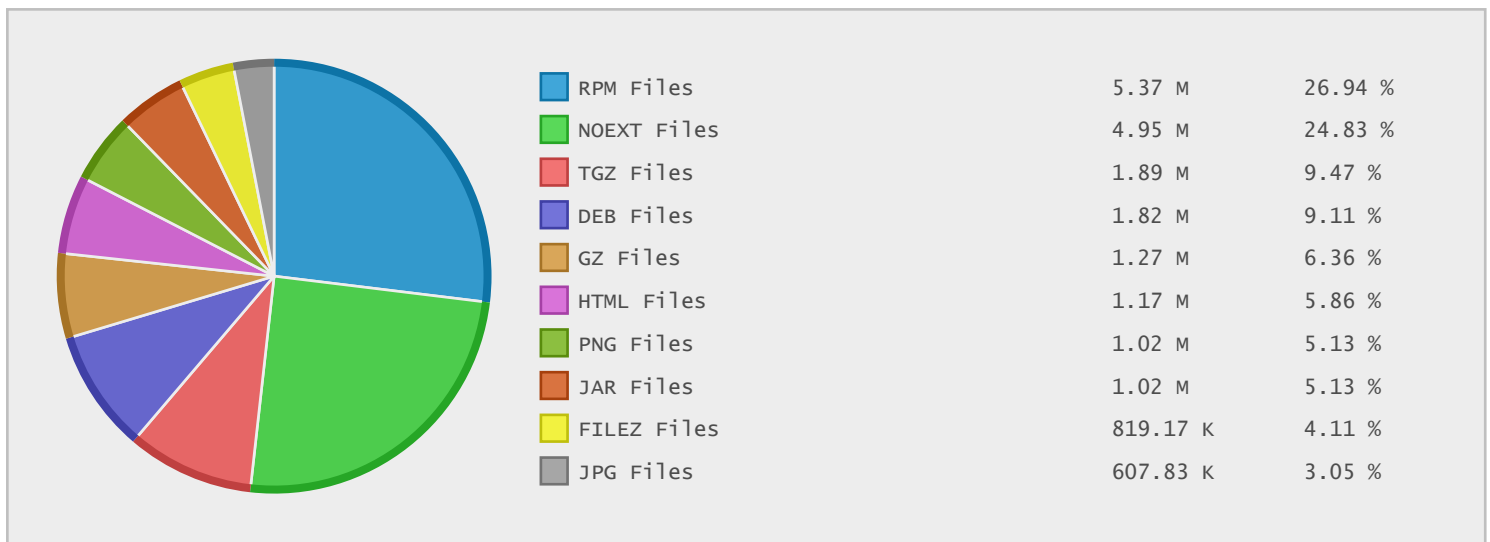 RPM Files 5.37 M 26.94 %
NOEXT Files 4.95 M 24.83 %
TGZ Files 1.89 M 9.47 %
DEB Files 1.82 M 9.11 %
GZ Files 1.27 M 6.36 %
HTML Files 1.17 M 5.86 %
PNG Files 1.02 M 5.13 %
JAR Files 1.02 M 5.13 %
FILEZ Files 819.17 K 4.11 %
JPG Files 607.83 K 3.05 %